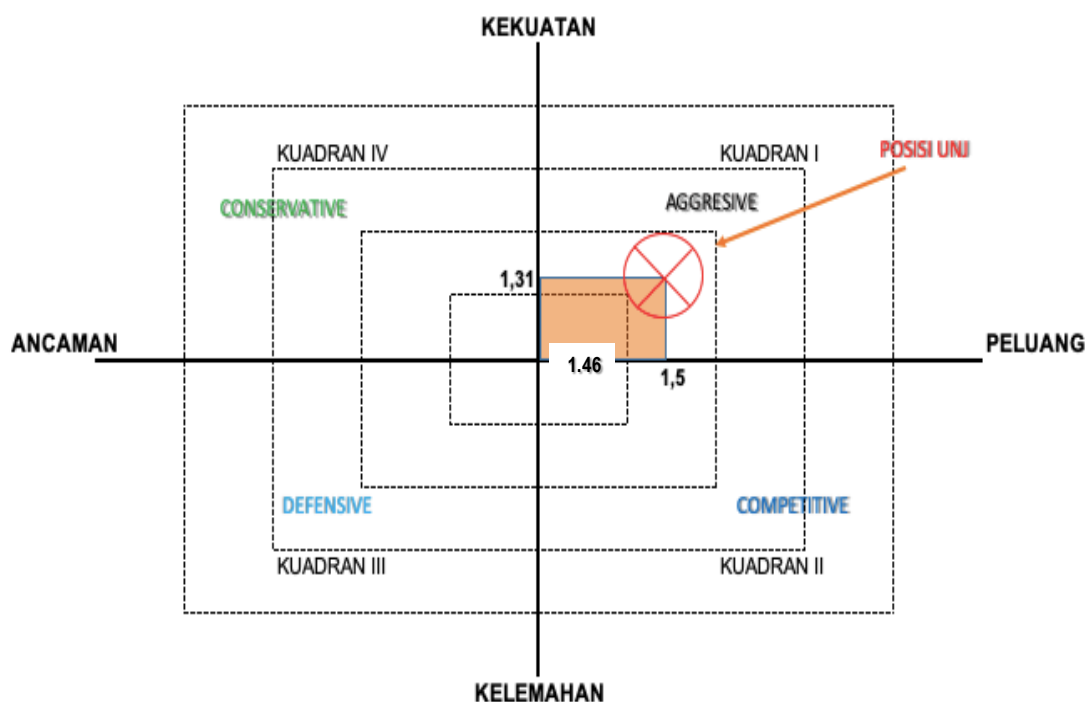 KEKUATAN
KUADRAN IV
KUADRAN I
POSISI UNJ
CONSERVATIVE
AGGRESIVE
1,31
ANCAMAN
PELUANG
1.46
1,5
DEFENSIVE
COMPETITIVE
KUADRAN III
KUADRAN II
KELEMAHAN